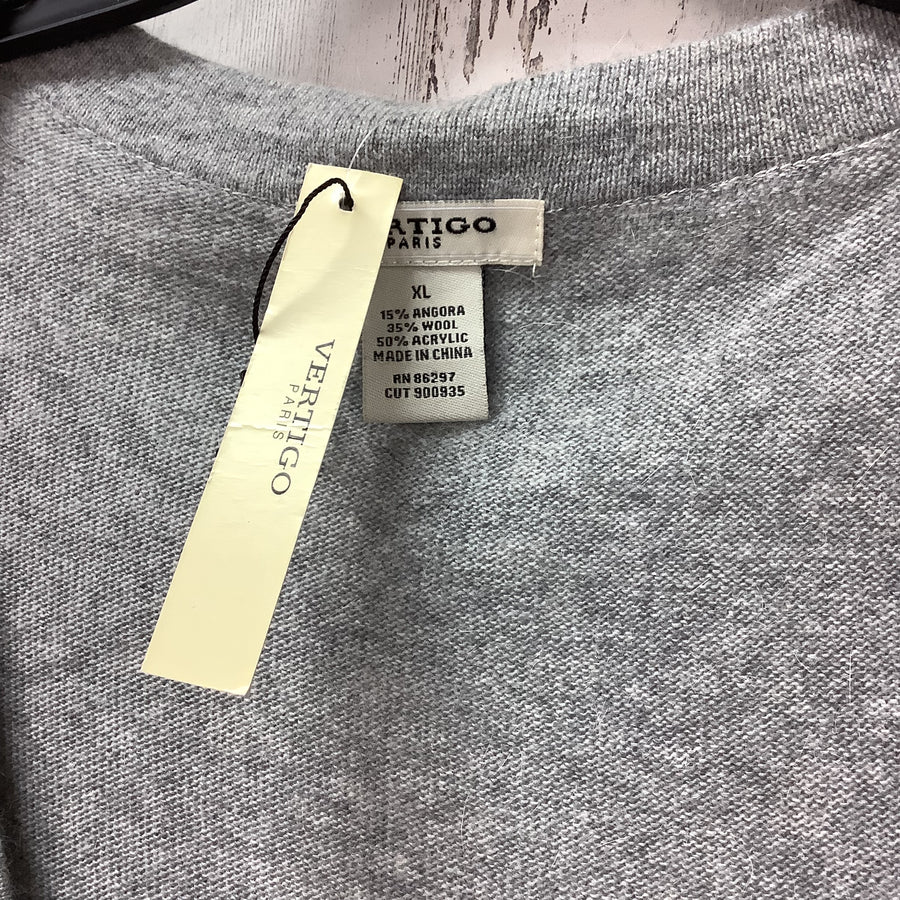 RTIGO
PARIS
XL
15% ANGORA
35% WOOL
50% ACRYLIC
MADE IN CHINA
RN 86297
CUT 900935
VERTIGO
PARIS